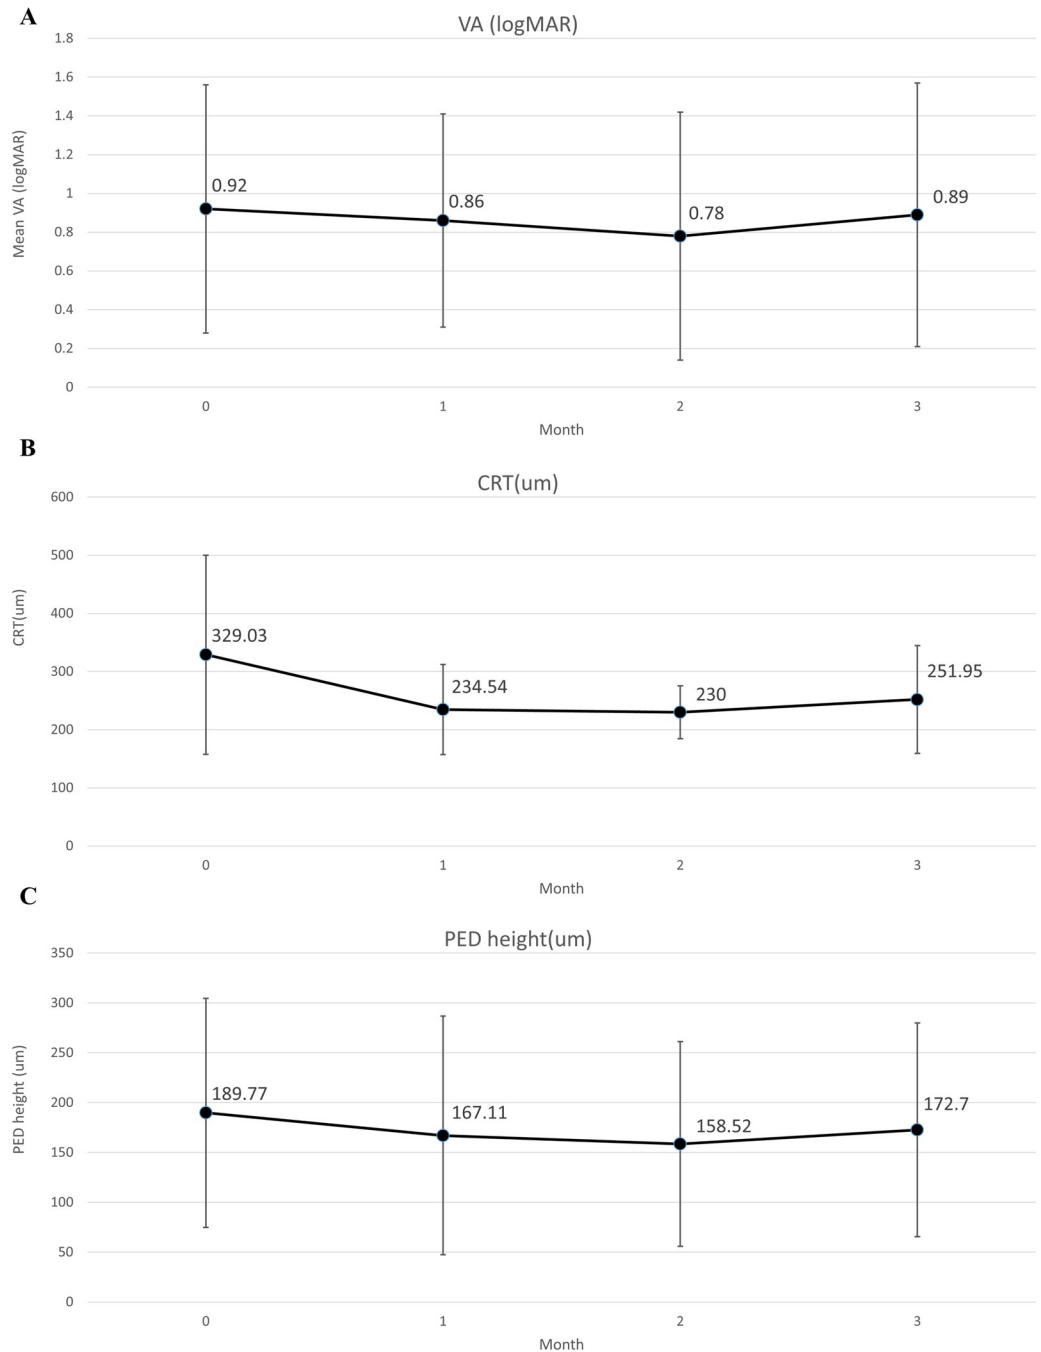 A
VA (logMAR)
Mean VA (logMAR)
1.8
1.6
1.4
1.2
1
0.8
0.6
0.4
0.2
0
0.92
0.86
0.78
0.89
0 1 2 3
Month
B
CRT(um)
CRT(um)
600
500
400
300
200
100
0
329.03
234.54
230
251.95
0 1 2 3
Month
C
PED height(um)
PED height (um)
350
300
250
200
150
100
50
0
189.77
167.11
158.52
172.7
0 1 2 3
Month